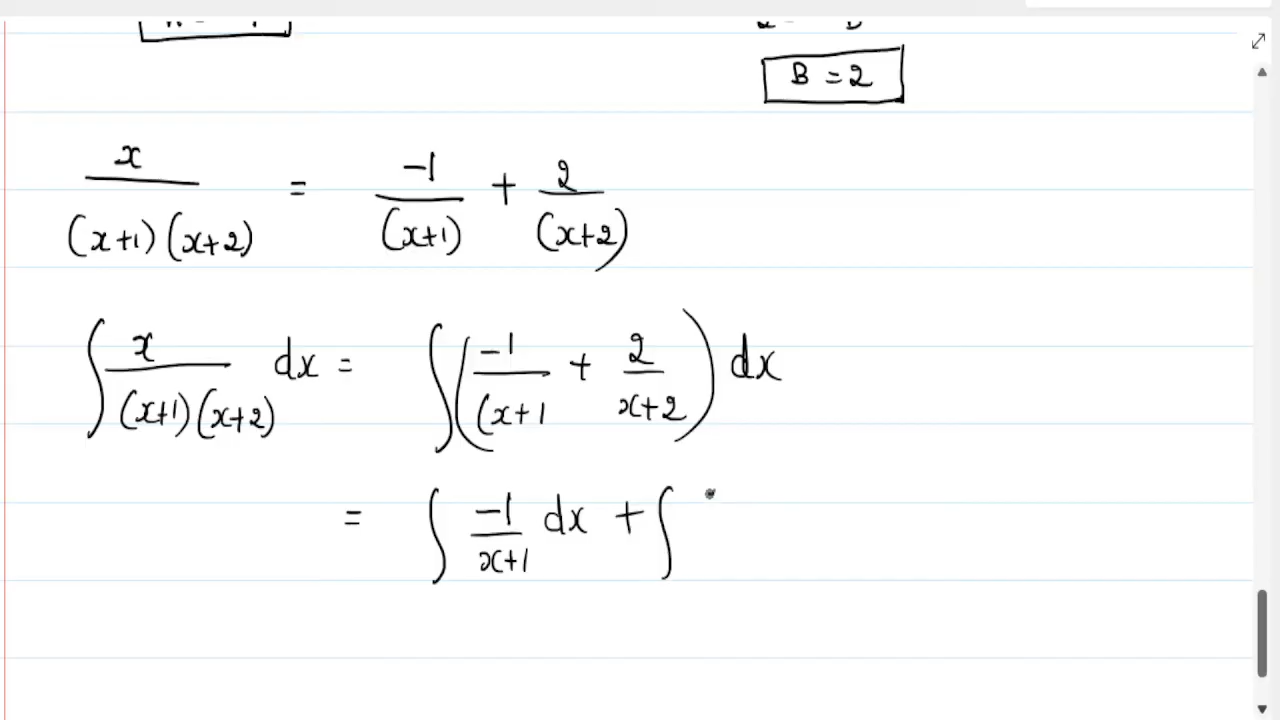 B = 2
x / (x+1)(x+2) = -1 / (x+1) + 2 / (x+2)
∫ x / (x+1)(x+2) dx = ∫ ( -1 / (x+1 + 2 / x+2 ) dx
= ∫ -1 / x+1 dx + ∫